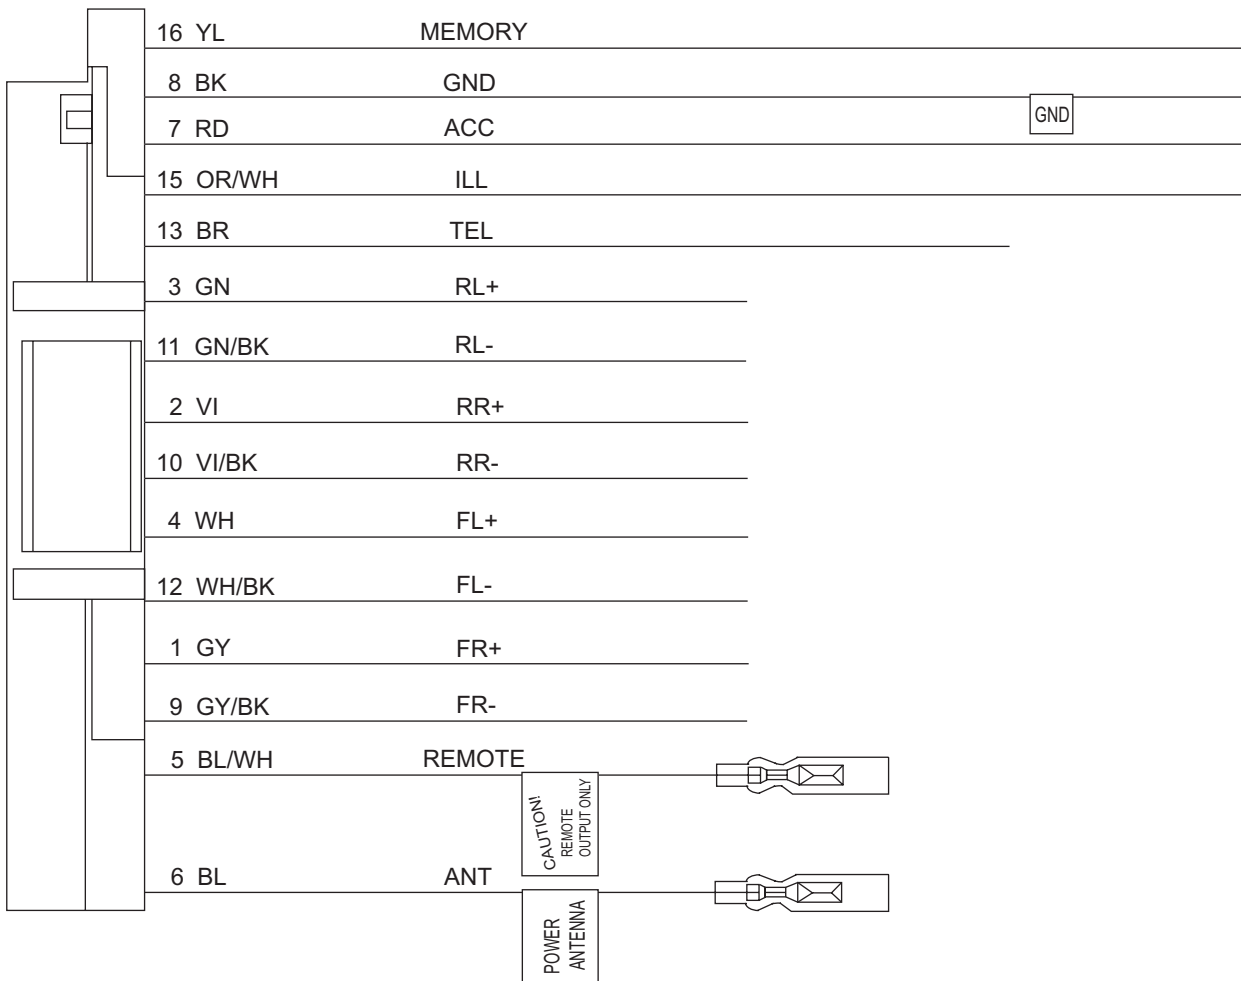 16 YL MEMORY
8 BK GND
GND
7 RD ACC
15 OR/WH ILL
13 BR TEL
3 GN RL+
11 GN/BK RL-
2 VI RR+
10 VI/BK RR-
4 WH FL+
12 WH/BK FL-
1 GY FR+
9 GY/BK FR-
5 BL/WH REMOTE
CAUTION!
REMOTE
OUTPUT ONLY
6 BL ANT
POWER
ANTENNA